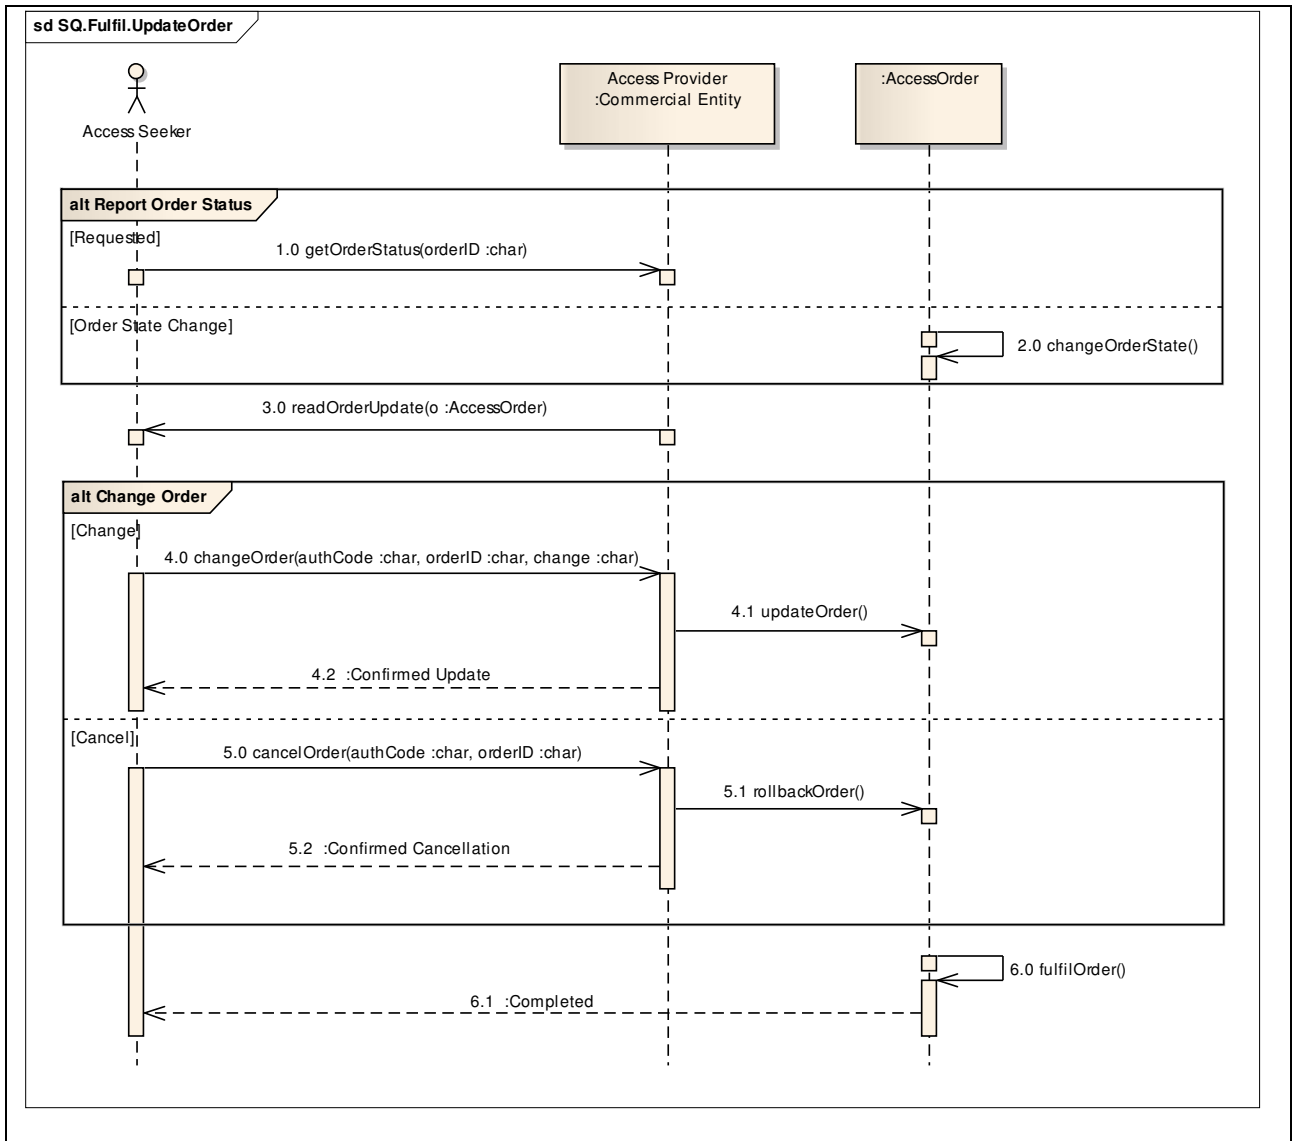 sd SQ.Fulfil.UpdateOrder
Access Seeker
Access Provider
:Commercial Entity
:AccessOrder
alt Report Order Status
[Requested]
1.0 getOrderStatus(orderID :char)
[Order State Change]
2.0 changeOrderState()
3.0 readOrderUpdate(o :AccessOrder)
alt Change Order
[Change]
4.0 changeOrder(authCode :char, orderID :char, change :char)
4.1 updateOrder()
4.2 :Confirmed Update
[Cancel]
5.0 cancelOrder(authCode :char, orderID :char)
5.1 rollbackOrder()
5.2 :Confirmed Cancellation
6.0 fulfilOrder()
6.1 :Completed